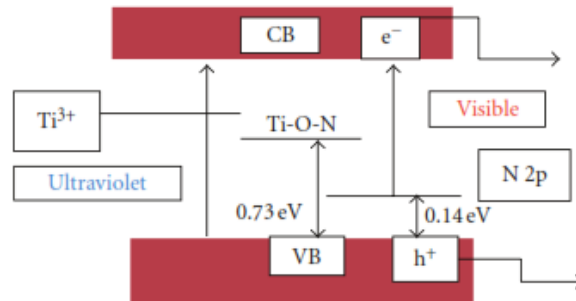 CB
e⁻
Ti³⁺
Ti-O-N
Visible
Ultraviolet
N 2p
0.73 eV
0.14 eV
VB
h⁺